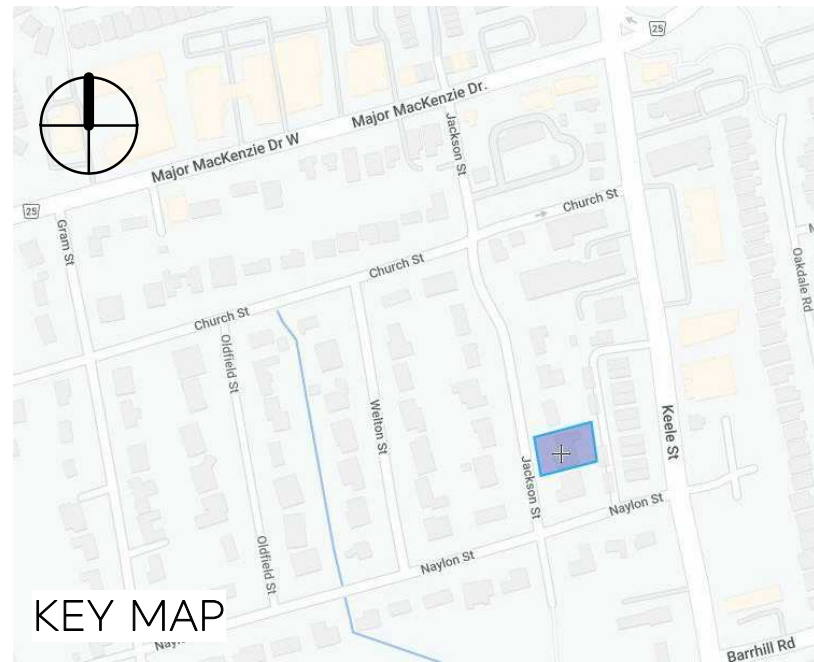 25
Major MacKenzie Dr.
Jackson St
Major MacKenzie Dr W
25
Church St
Gram St
Church St
Oakdale Rd
Church St
Oldfield St
Welton St
Keele St
Jackson St
Naylon St
Oldfield St
Naylon St
KEY MAP
Barrhill Rd